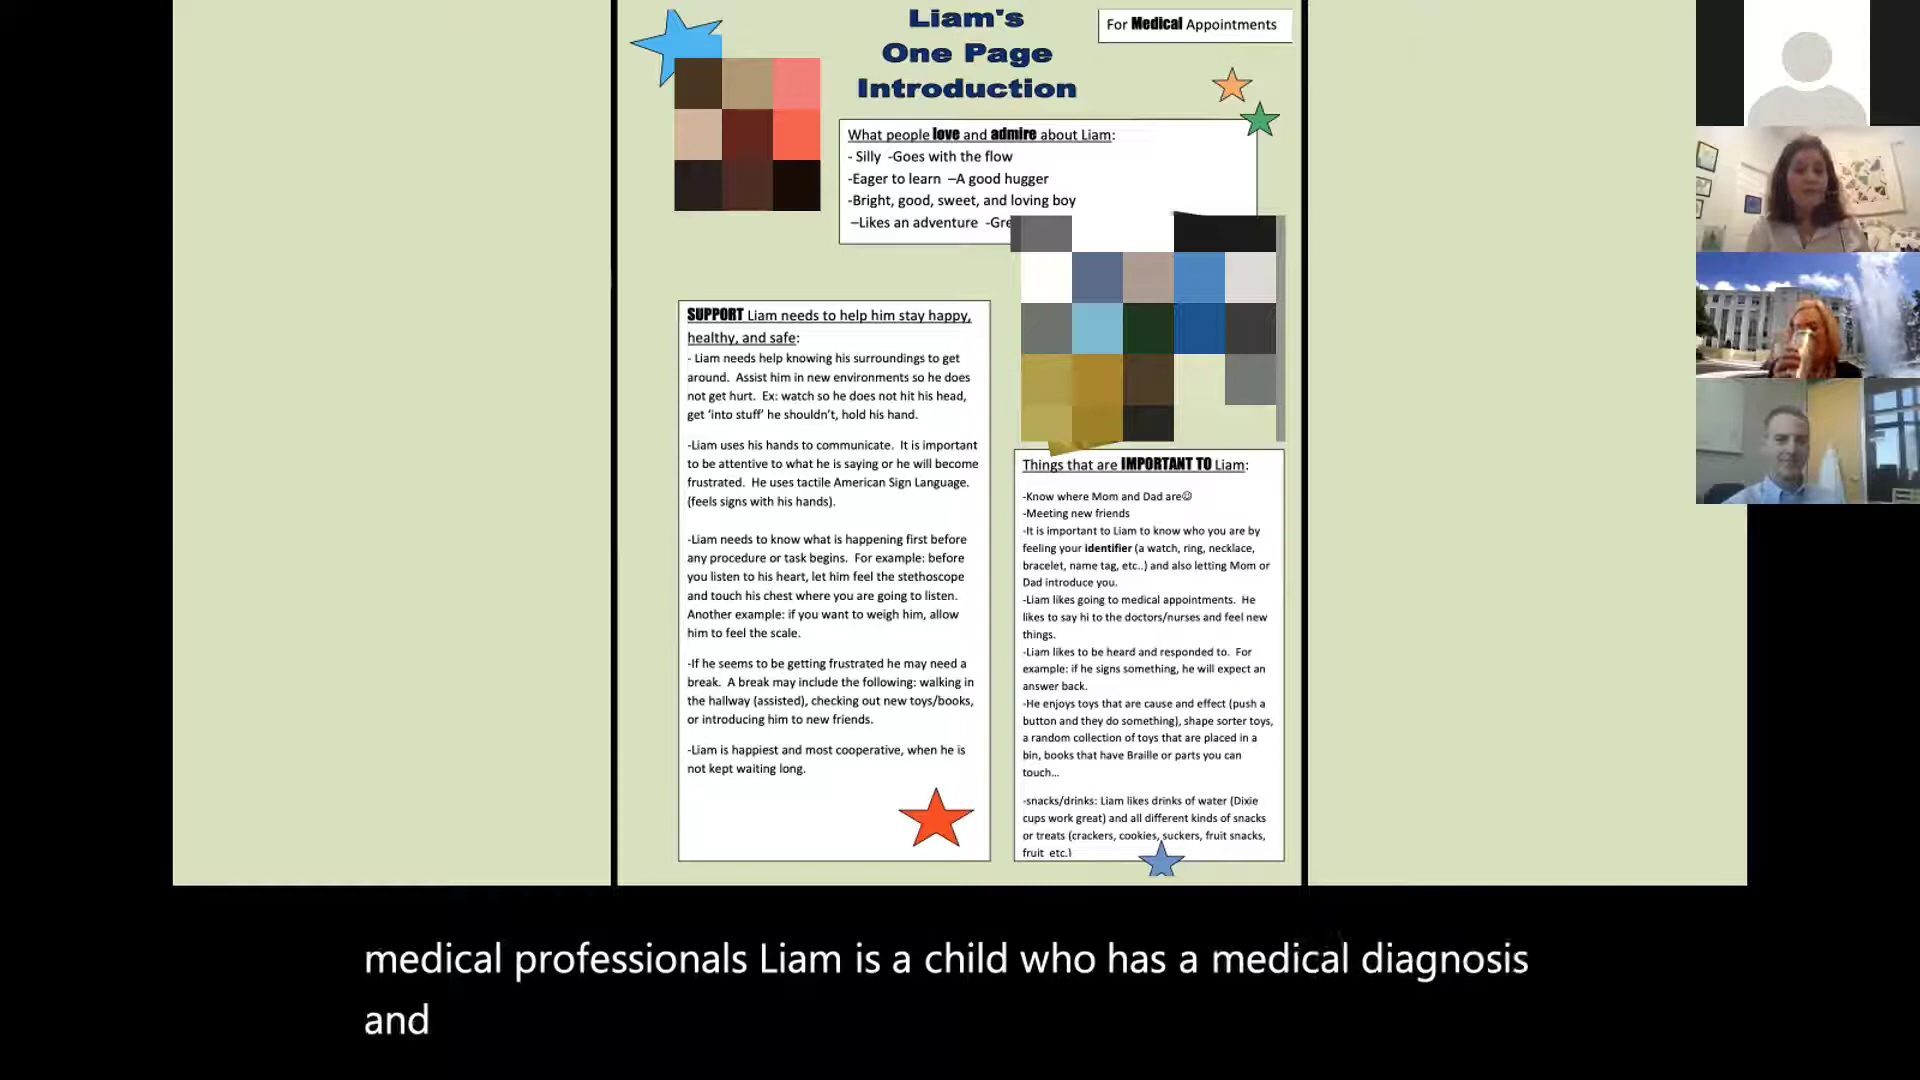 Liam's
One Page
Introduction
For Medical Appointments
What people love and admire about Liam:
- Silly -Goes with the flow
-Eager to learn –A good hugger
-Bright, good, sweet, and loving boy
–Likes an adventure
SUPPORT Liam needs to help him stay happy,
healthy, and safe:
- Liam needs help knowing his surroundings to get
around. Assist him in new environments so he does
not get hurt. Ex: watch so he does not hit his head,
get ‘into stuff’ he shouldn’t, hold his hand.
-Liam uses his hands to communicate. It is important
to be attentive to what he is saying or he will become
frustrated. He uses tactile American Sign Language.
(feels signs with his hands).
-Liam needs to know what is happening first before
any procedure or task begins. For example: before
you listen to his heart, let him feel the stethoscope
and touch his chest where you are going to listen.
Another example: if you want to weigh him, allow
him to feel the scale.
-If he seems to be getting frustrated he may need a
break. A break may include the following: walking in
the hallway (assisted), checking out new toys/books,
or introducing him to new friends.
-Liam is happiest and most cooperative, when he is
not kept waiting long.
Things that are IMPORTANT TO Liam:
-Know where Mom and Dad are☺
-Meeting new friends
-It is important to Liam to know who you are by
feeling your identifier (a watch, ring, necklace,
bracelet, name tag, etc..) and also letting Mom or
Dad introduce you.
-Liam likes going to medical appointments. He
likes to say hi to the doctors/nurses and feel new
things.
-Liam likes to be heard and responded to. For
example: if he signs something, he will expect an
answer back.
-He enjoys toys that are cause and effect (push a
button and they do something), shape sorter toys,
a random collection of toys that are placed in a
bin, books that have Braille or parts you can
touch...
-snacks/drinks: Liam likes drinks of water (Dixie
cups work great) and all different kinds of snacks
or treats (crackers, cookies, suckers, fruit snacks,
fruit etc.)
medical professionals Liam is a child who has a medical diagnosis
and